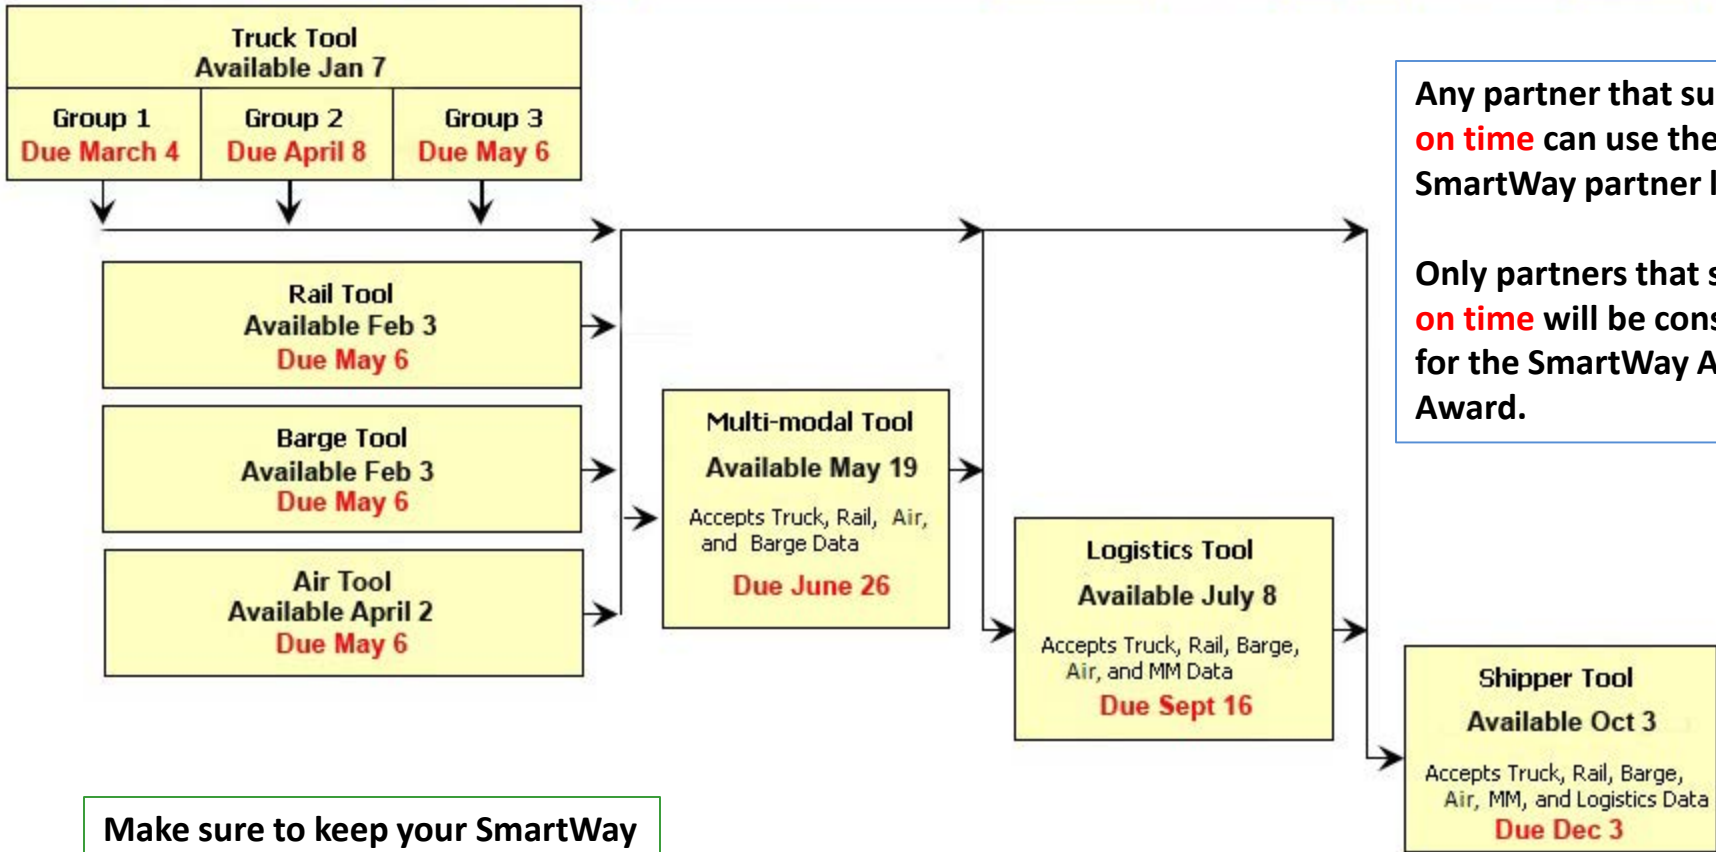 Truck Tool
Available Jan 7
Group 1
Due March 4
Group 2
Due April 8
Group 3
Due May 6
Rail Tool
Available Feb 3
Due May 6
Barge Tool
Available Feb 3
Due May 6
Air Tool
Available April 2
Due May 6
Multi-modal Tool
Available May 19
Accepts Truck, Rail, Air,
and Barge Data
Due June 26
Logistics Tool
Available July 8
Accepts Truck, Rail, Barge,
Air, and MM Data
Due Sept 16
Shipper Tool
Available Oct 3
Accepts Truck, Rail, Barge,
Air, MM, and Logistics Data
Due Dec 3
Any partner that
on time can use the
SmartWay partner
Only partners that
on time will be
for the SmartWay
Award.
Make sure to keep your SmartWay